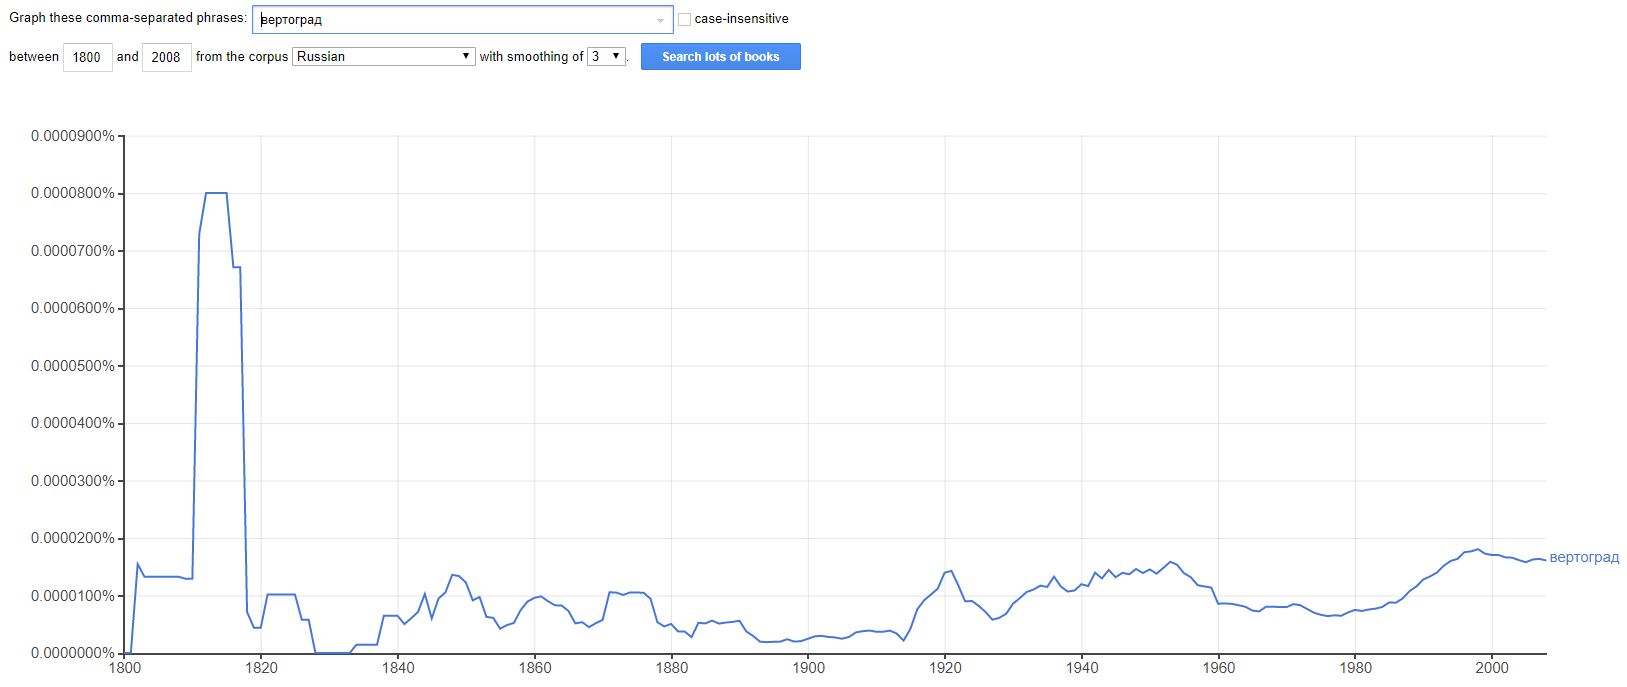 Graph these comma-separated phrases: вертоград case-insensitive
between 1800 and 2008 from the corpus Russian with smoothing of 3. Search lots of books
0.0000900%
0.0000800%
0.0000700%
0.0000600%
0.0000500%
0.0000400%
0.0000300%
0.0000200%
вертоград
0.0000100%
0.0000000%
1800 1820 1840 1860 1880 1900 1920 1940 1960 1980 2000